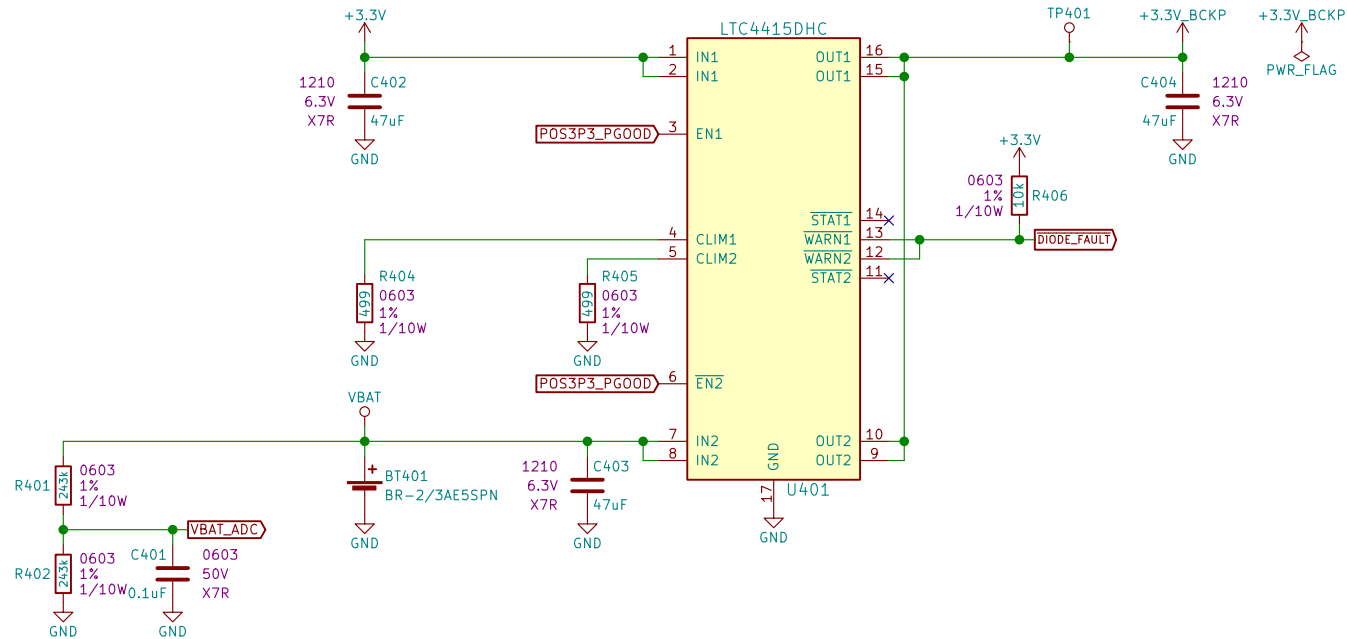 +3.3V
1210
6.3V
X7R
C402
47uF
GND
LTC4415DHC
1 IN1
2 IN1
POS3P3_PGOOD 3 EN1
4 CLIM1
5 CLIM2
POS3P3_PGOOD 6 EN2
7 IN2
8 IN2
OUT1 16
OUT1 15
STAT1 14
WARN1 13
WARN2 12
STAT2 11
OUT2 10
OUT2 9
GND
17
U401
GND
TP401
+3.3V_BCKP
C404
47uF
1210
6.3V
X7R
GND
+3.3V_BCKP
PWR_FLAG
+3.3V
0603
1%
1/10W
10k
R406
DIODE_FAULT
R404
499
0603
1%
1/10W
GND
R405
499
0603
1%
1/10W
GND
VBAT
BT401
BR-2/3AE5SPN
GND
1210
6.3V
X7R
C403
47uF
GND
R401
243k
0603
1%
1/10W
VBAT_ADC
R402
243k
0603
1%
1/10W
GND
C401
0.1uF
0603
50V
X7R
GND